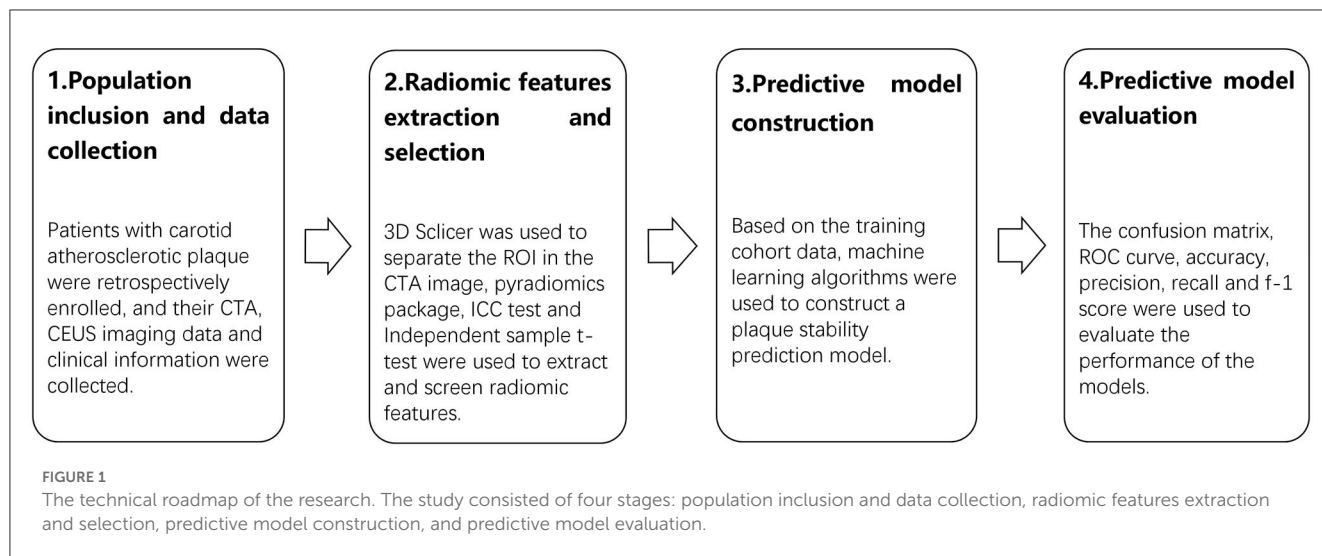 1.Population
inclusion and data
collection
Patients with carotid
atherosclerotic plaque
were retrospectively
enrolled, and their CTA,
CEUS imaging data and
clinical information were
collected.
2.Radiomic features
extraction and
selection
3D Sclicer was used to
separate the ROI in the
CTA image, pyradiomics
package, ICC test and
Independent sample t-
test were used to extract
and screen radiomic
features.
3.Predictive model
construction
Based on the training
cohort data, machine
learning algorithms were
used to construct a
plaque stability
prediction model.
4.Predictive model
evaluation
The confusion matrix,
ROC curve, accuracy,
precision, recall and f-1
score were used to
evaluate the
performance of the
models.
FIGURE 1
The technical roadmap of the research. The study consisted of four stages: population inclusion and data collection, radiomic features extraction
and selection, predictive model construction, and predictive model evaluation.